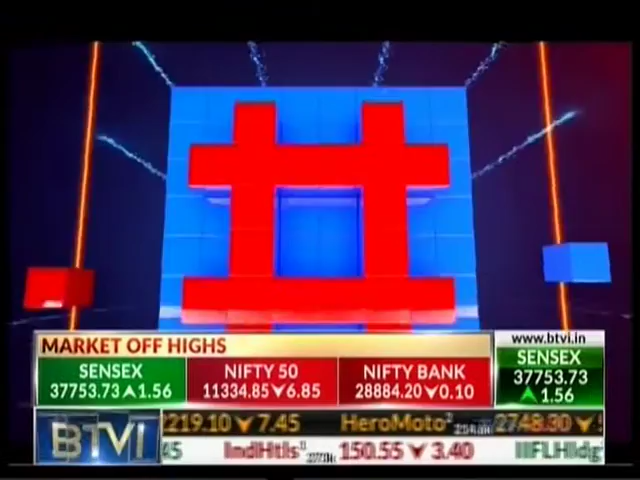 #
MARKET OFF HIGHS
www.btvi.in
SENSEX
37753.73▲1.56
NIFTY 50
11334.85▼6.85
NIFTY BANK
28884.20▼0.10
SENSEX
37753.73
▲1.56
BTVI
2219.10 ▼ 7.45 HeroMoto 2748.30 ▼
45 IndHtls 150.55 ▼ 3.40 IIFLHldg